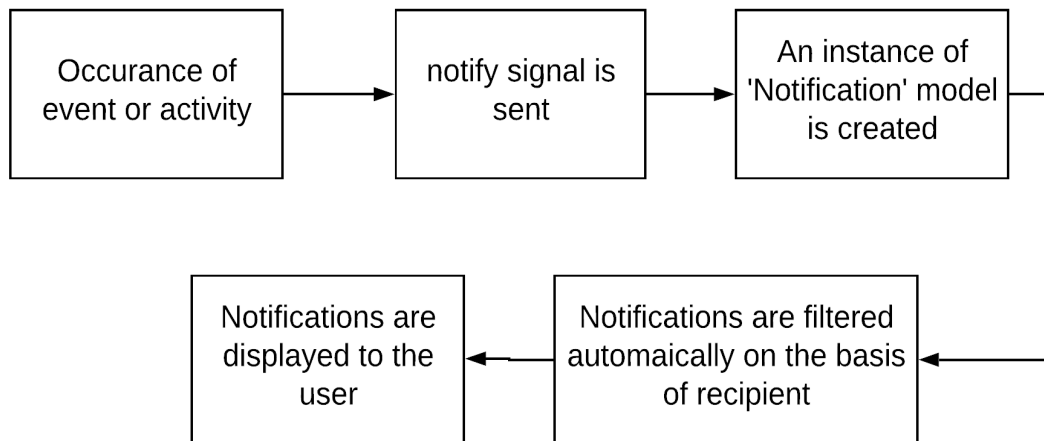 Occurance of
event or activity
notify signal is
sent
An instance of
'Notification' model
is created
Notifications are
displayed to the
user
Notifications are filtered
automaically on the basis
of recipient